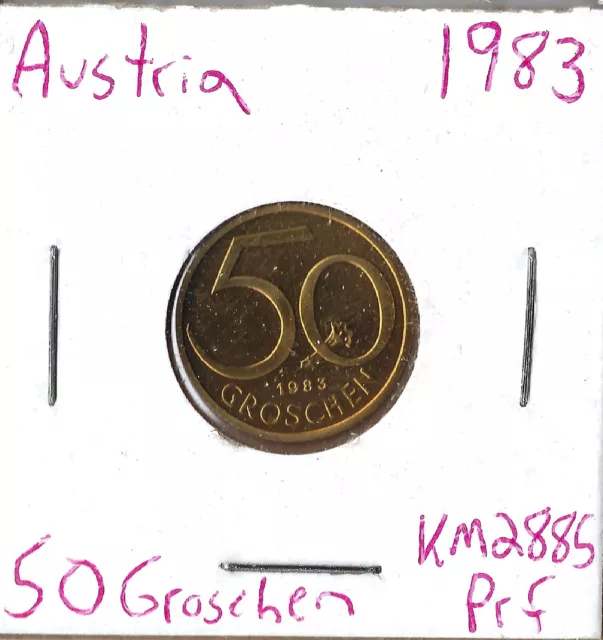 Austria 1983
50
1983
GROSCHEN
50 Groschen
KM2885
Prf